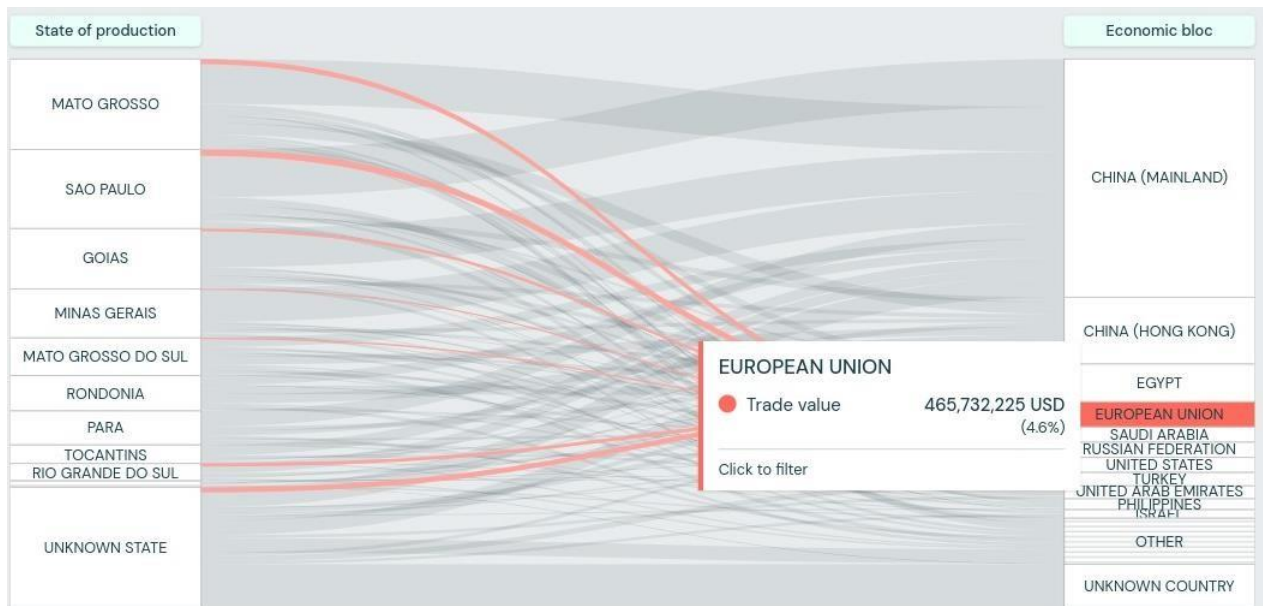 State of production
Economic bloc
MATO GROSSO
SAO PAULO
GOIAS
MINAS GERAIS
MATO GROSSO DO SUL
RONDONIA
PARA
TOCANTINS
RIO GRANDE DO SUL
UNKNOWN STATE
EUROPEAN UNION
Trade value 465,732,225 USD
(4.6%)
Click to filter
CHINA (MAINLAND)
CHINA (HONG KONG)
EGYPT
EUROPEAN UNION
SAUDI ARABIA
RUSSIAN FEDERATION
UNITED STATES
TURKEY
UNITED ARAB EMIRATES
PHILIPPINES
ISRAEL
OTHER
UNKNOWN COUNTRY